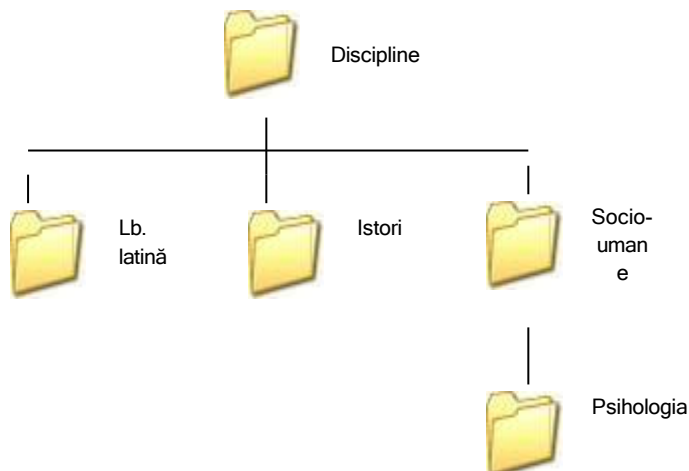 Discipline
Lb.
latină
Istori
Socio-
uman
e
Psihologia